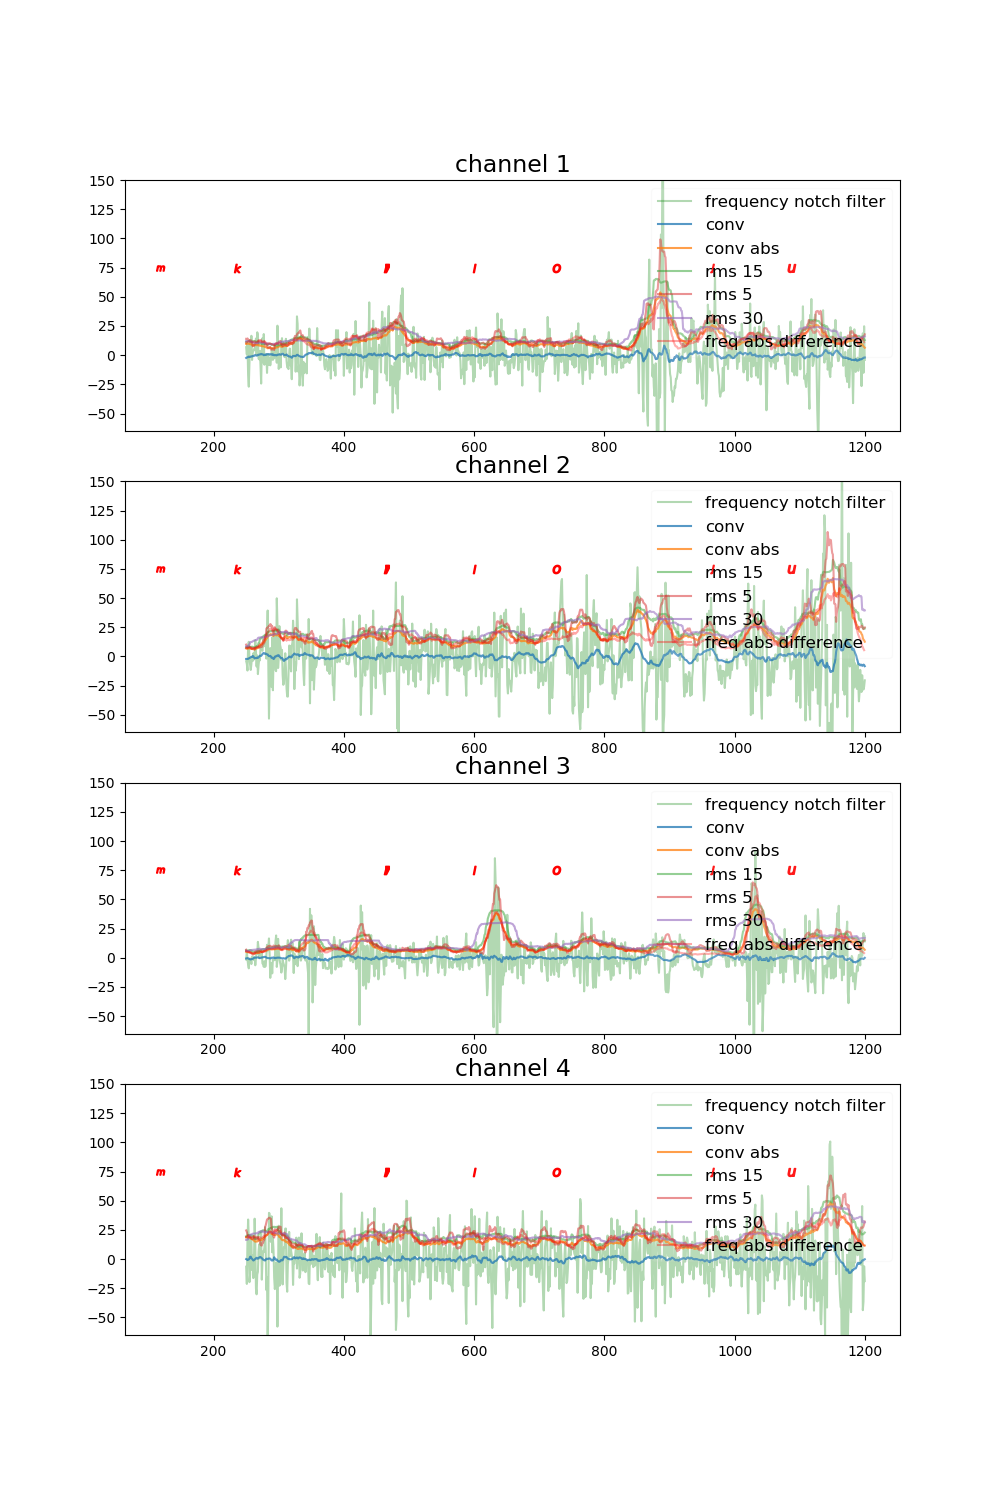 channel 1
150
125
100
75
50
25
0
−25
−50
m k l o i u
frequency notch filter
conv
conv abs
rms 15
rms 5
rms 30
freq abs difference
200 400 600 800 1000 1200
channel 2
150
125
100
75
50
25
0
−25
−50
m k l o i u
frequency notch filter
conv
conv abs
rms 15
rms 5
rms 30
freq abs difference
200 400 600 800 1000 1200
channel 3
150
125
100
75
50
25
0
−25
−50
m k l o i u
frequency notch filter
conv
conv abs
rms 15
rms 5
rms 30
freq abs difference
200 400 600 800 1000 1200
channel 4
150
125
100
75
50
25
0
−25
−50
m k l o i u
frequency notch filter
conv
conv abs
rms 15
rms 5
rms 30
freq abs difference
200 400 600 800 1000 1200